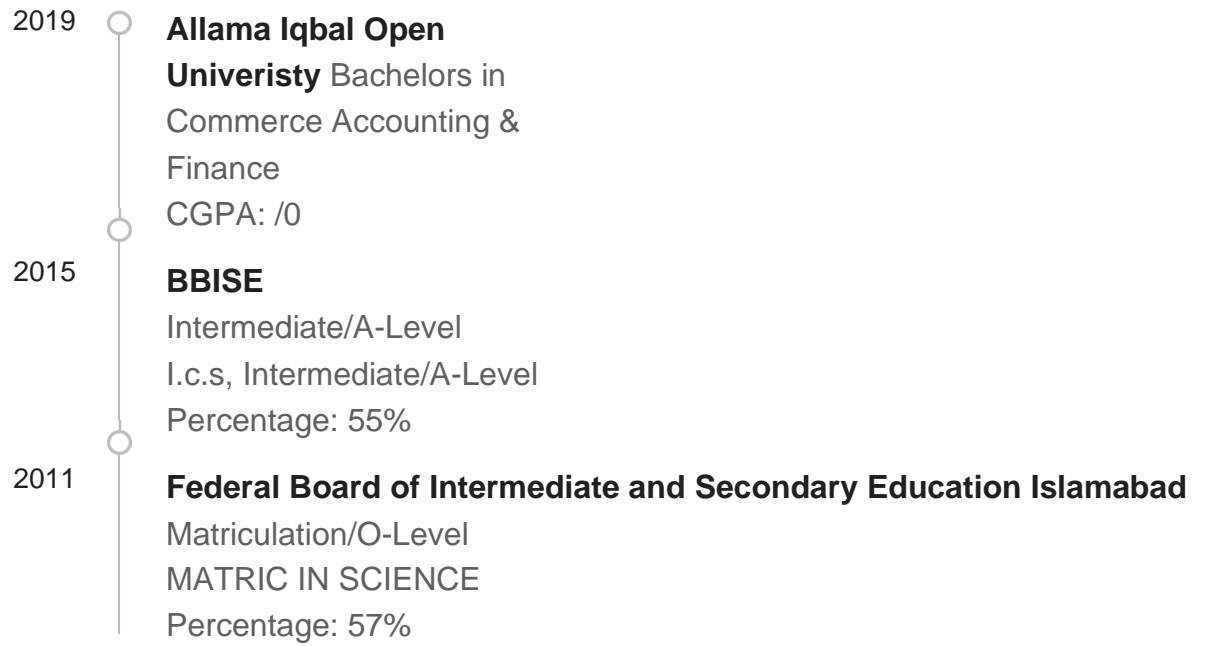 2019
Allama Iqbal Open
Univeristy Bachelors in
Commerce Accounting &
Finance
CGPA: /0
2015
BBISE
Intermediate/A-Level
I.c.s, Intermediate/A-Level
Percentage: 55%
2011
Federal Board of Intermediate and Secondary Education Islamabad
Matriculation/O-Level
MATRIC IN SCIENCE
Percentage: 57%